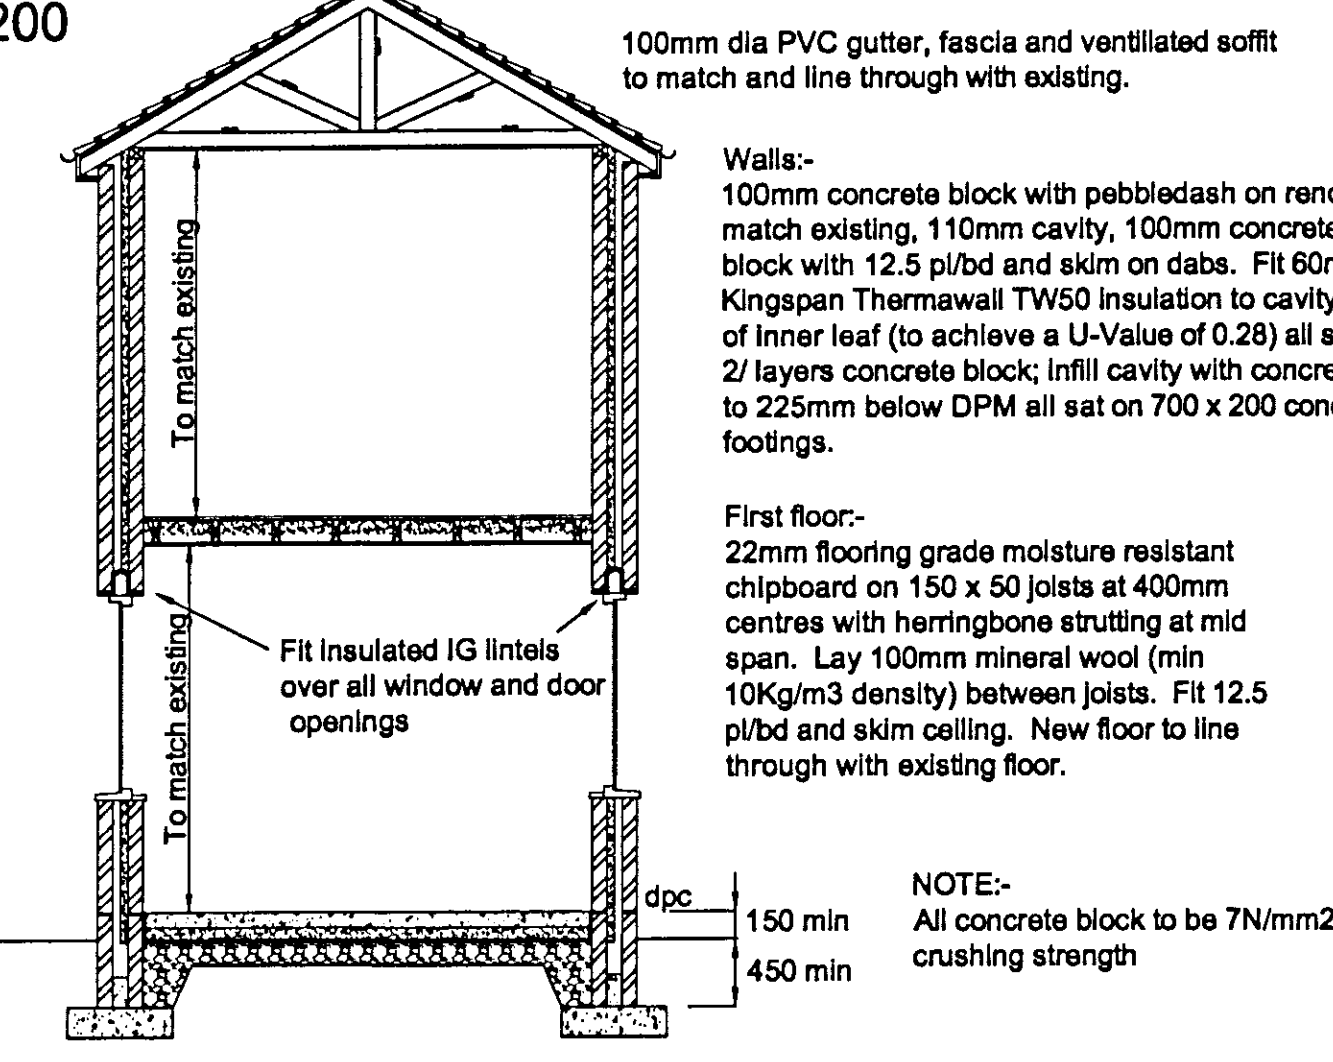 200
100mm dia PVC gutter, fascia and ventillated soffit
to match and line through with existing.
Walls:-
100mm concrete block with pebbledash on
match existing, 110mm cavity, 100mm concrete
block with 12.5 pl/bd and skim on dabs. Fit
Kingspan Thermawall TW50 insulation to cavity
of inner leaf (to achieve a U-Value of 0.28) all
2/ layers concrete block; infill cavity with
to 225mm below DPM all sat on 700 x 200
footings.
To match existing
First floor:-
22mm flooring grade moisture resistant
chipboard on 150 x 50 joists at 400mm
centres with herringbone strutting at mid
span. Lay 100mm mineral wool (min
10Kg/m3 density) between joists. Fit 12.5
pl/bd and skim ceiling. New floor to line
through with existing floor.
Fit insulated IG lintels
over all window and door
openings
To match existing
dpc
150 min
450 min
NOTE:-
All concrete block to be 7N/mm2
crushing strength